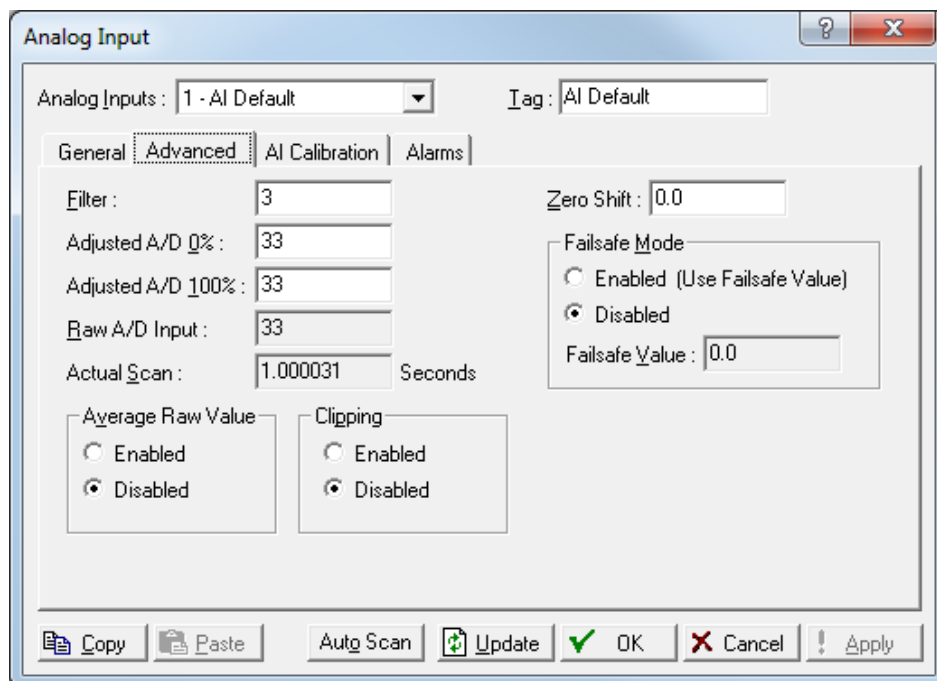 Analog Input
Analog Inputs : 1 - AI Default Tag : AI Default
General Advanced AI Calibration Alarms
Filter : 3 Zero Shift : 0.0
Adjusted A/D 0% : 33
Adjusted A/D 100% : 33
Raw A/D Input : 33
Actual Scan : 1.000031 Seconds
Failsafe Mode
Enabled (Use Failsafe Value)
Disabled
Failsafe Value : 0.0
Average Raw Value
Enabled
Disabled
Clipping
Enabled
Disabled
Copy Paste Auto Scan Update OK Cancel Apply